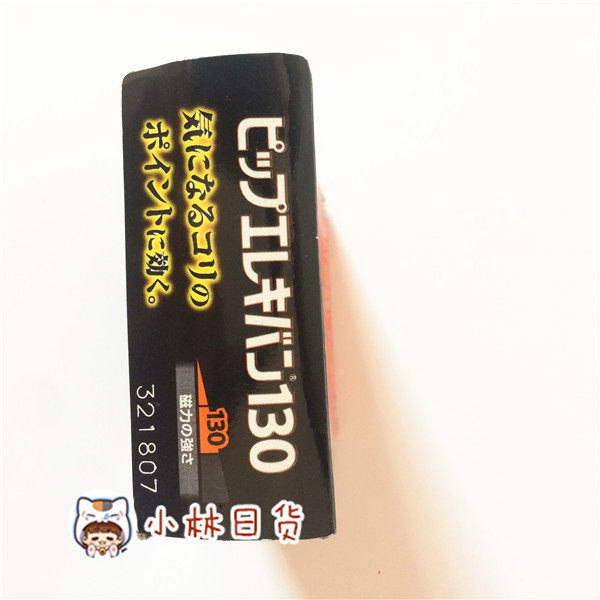 ピップエレキバン®130
気になるコリの
ポイントに効く。
130
磁力の強さ
321807
小林日货